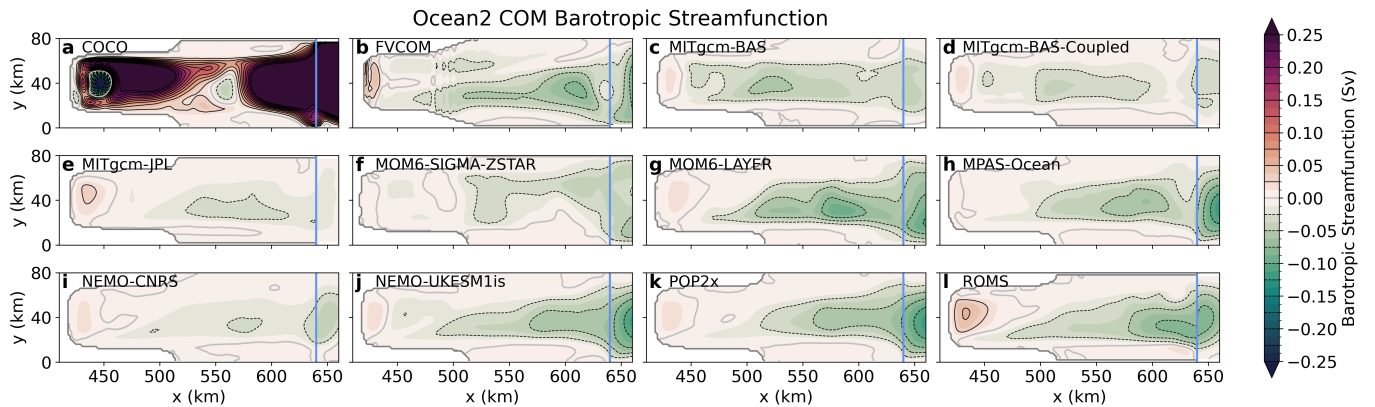 Ocean2 COM Barotropic Streamfunction
a COCO
b FVCOM
c MITgcm-BAS
d MITgcm-BAS-Coupled
80
40
0
y (km)
e MITgcm-JPL
f MOM6-SIGMA-ZSTAR
g MOM6-LAYER
h MPAS-Ocean
80
40
0
y (km)
i NEMO-CNRS
j NEMO-UKESM1is
k POP2x
l ROMS
80
40
0
y (km)
450 500 550 600 650
450 500 550 600 650
450 500 550 600 650
450 500 550 600 650
x (km)
x (km)
x (km)
x (km)
0.25
0.20
0.15
0.10
0.05
0.00
−0.05
−0.10
−0.15
−0.20
−0.25
Barotropic Streamfunction (Sv)